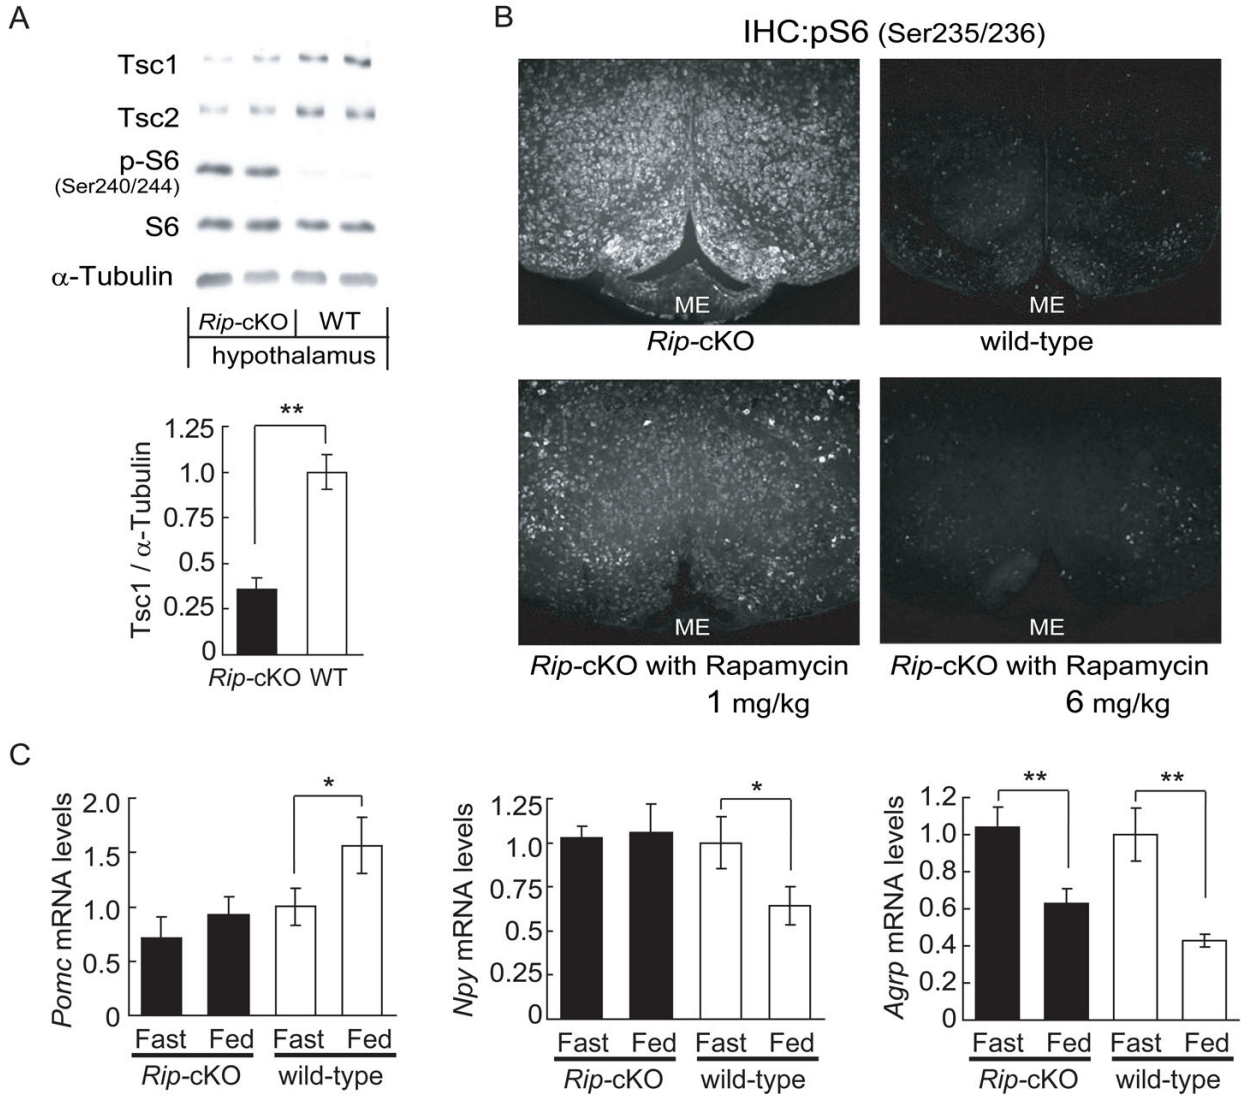 A
Tsc1
Tsc2
p-S6
(Ser240/244)
S6
α-Tubulin
Rip-cKO WT
hypothalamus
**
Tsc1 / α-Tubulin
1.25
1.0
0.75
0.5
0.25
0
Rip-cKO WT
B
IHC:pS6 (Ser235/236)
ME ME
Rip-cKO wild-type
ME ME
Rip-cKO with Rapamycin Rip-cKO with Rapamycin
1 mg/kg 6 mg/kg
C
Pomc mRNA levels
2.0
1.5
1.0
0.5
0
*
Fast Fed Fast Fed
Rip-cKO wild-type
Npy mRNA levels
1.25
1.0
0.75
0.5
0.25
0
*
Fast Fed Fast Fed
Rip-cKO wild-type
Agrp mRNA levels
1.2
1.0
0.8
0.6
0.4
0.2
0
** **
Fast Fed Fast Fed
Rip-cKO wild-type